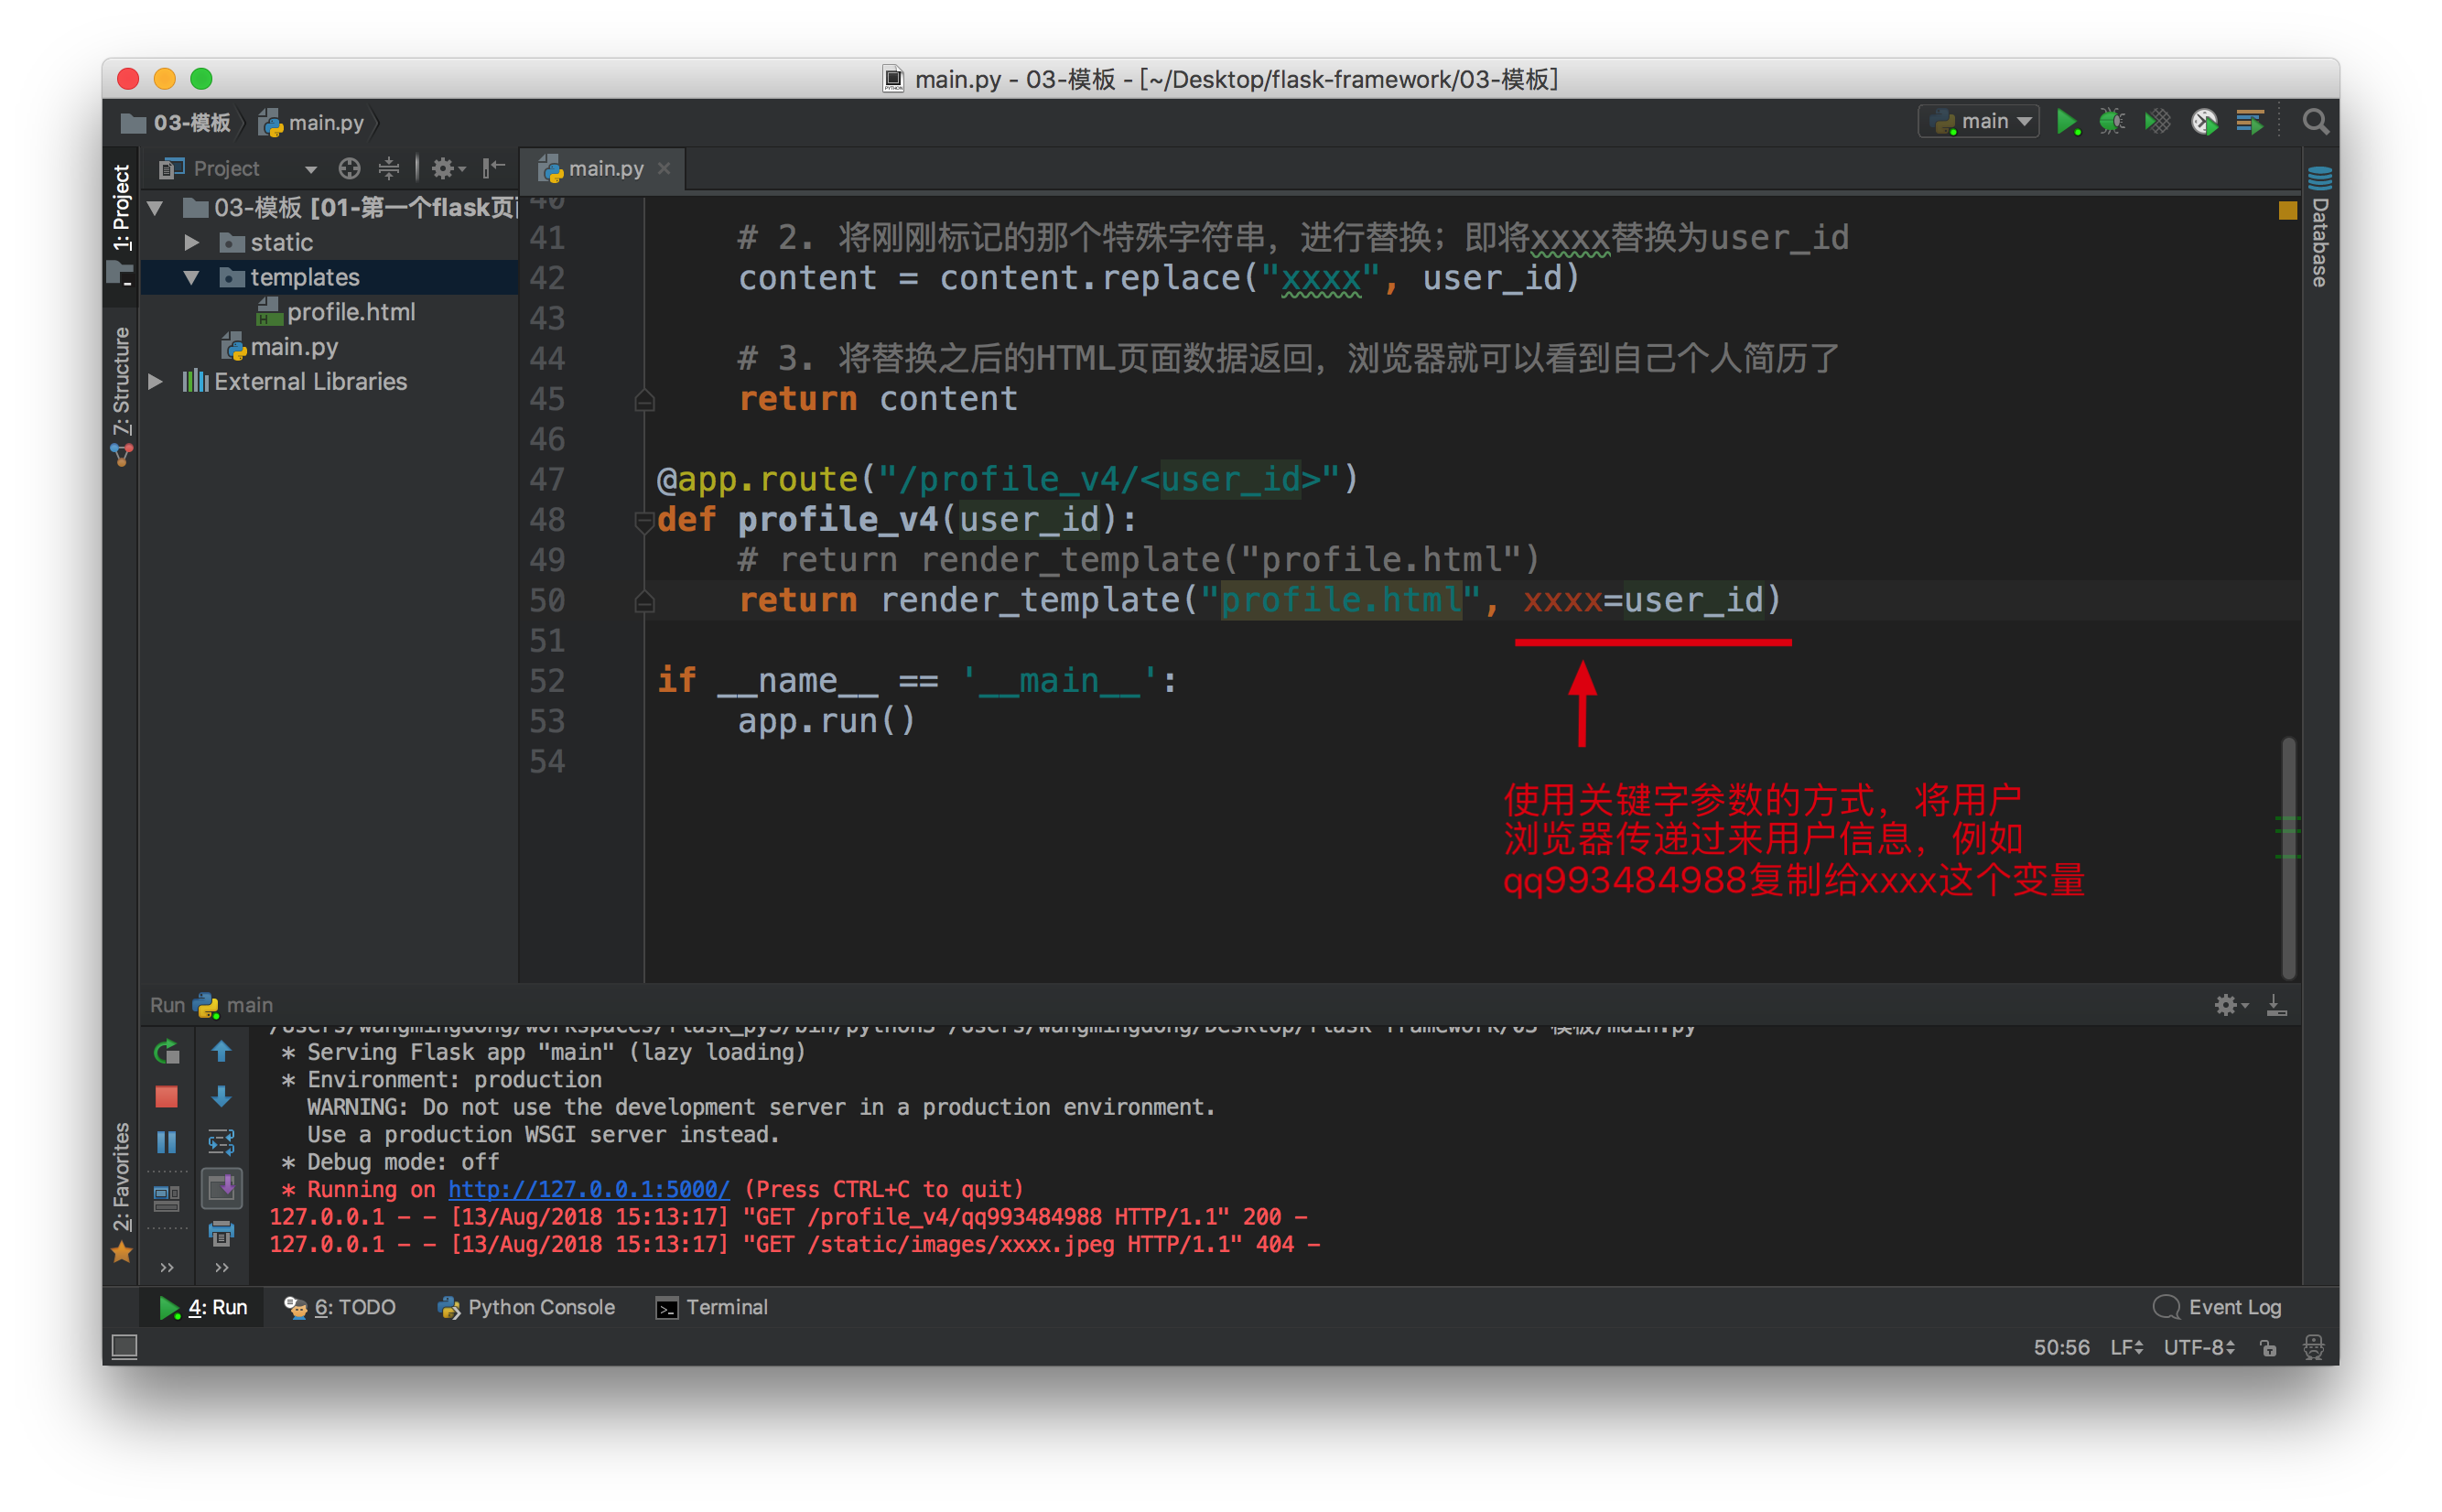 main.py - 03-模板 - [~/Desktop/flask-framework/03-模板]
03-模板
main.py
main
1: Project
Project
main.py
Database
03-模板 [01-第一个flask页
static
templates
profile.html
main.py
External Libraries
7: Structure
2: Favorites
40
41 # 2. 将刚刚标记的那个特殊字符串，进行替换；即将xxxx替换为user_id
42 content = content.replace("xxxx", user_id)
43
44 # 3. 将替换之后的HTML页面数据返回，浏览器就可以看到自己个人简历了
45 return content
46
47 @app.route("/profile_v4/<user_id>")
48 def profile_v4(user_id):
49 # return render_template("profile.html")
50 return render_template("profile.html", xxxx=user_id)
51
52 if __name__ == '__main__':
53 app.run()
54
使用关键字参数的方式，将用户
浏览器传递过来用户信息，例如
qq993484988复制给xxxx这个变量
Run main
/Users/wangmingdong/workspaces/flask_py3/bin/python3 /Users/wangmingdong/Desktop/flask-framework/03-模板/main.py
* Serving Flask app "main" (lazy loading)
* Environment: production
WARNING: Do not use the development server in a production environment.
Use a production WSGI server instead.
* Debug mode: off
* Running on http://127.0.0.1:5000/ (Press CTRL+C to quit)
127.0.0.1 - - [13/Aug/2018 15:13:17] "GET /profile_v4/qq993484988 HTTP/1.1" 200 -
127.0.0.1 - - [13/Aug/2018 15:13:17] "GET /static/images/xxxx.jpeg HTTP/1.1" 404 -
4: Run
6: TODO
Python Console
Terminal
Event Log
50:56
LF
UTF-8